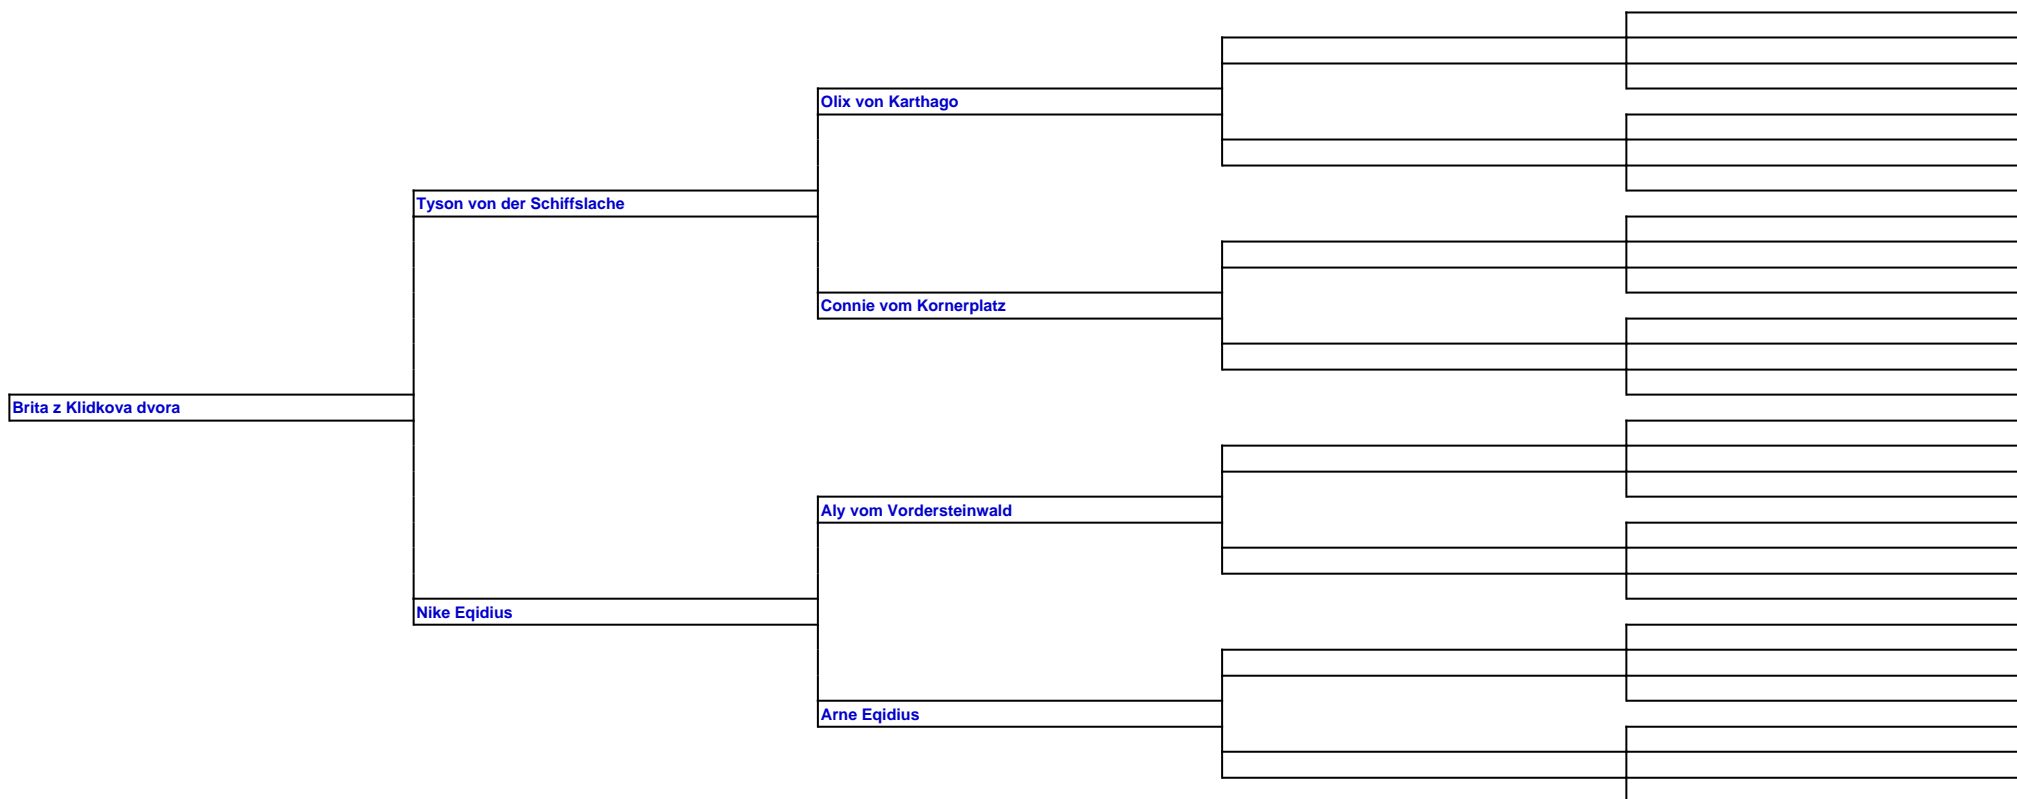 Olix von Karthago
Tyson von der Schiffslache
Connie vom Kornerplatz
Brita z Klidkova dvora
Aly vom Vordersteinwald
Nike Eqidius
Arne Eqidius